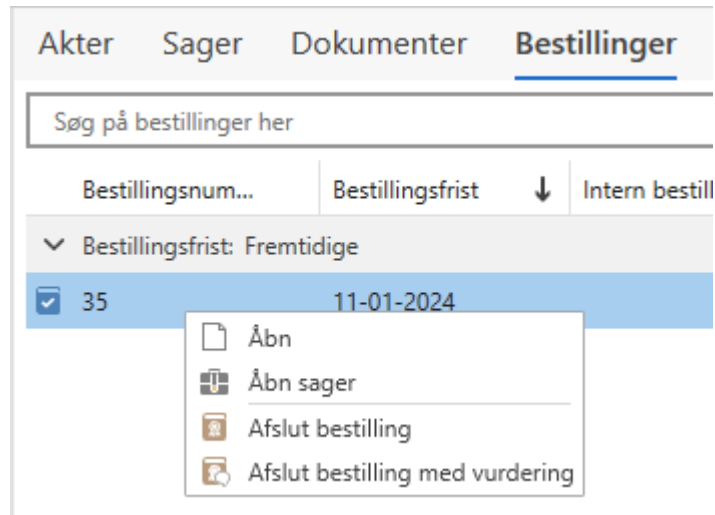 Akter Sager Dokumenter Bestillinger
Søg på bestillinger her
Bestillingsnum... Bestillingsfrist Intern bestill
Bestillingsfrist: Fremtidige
35 11-01-2024
Åbn
Åbn sager
Afslut bestilling
Afslut bestilling med vurdering